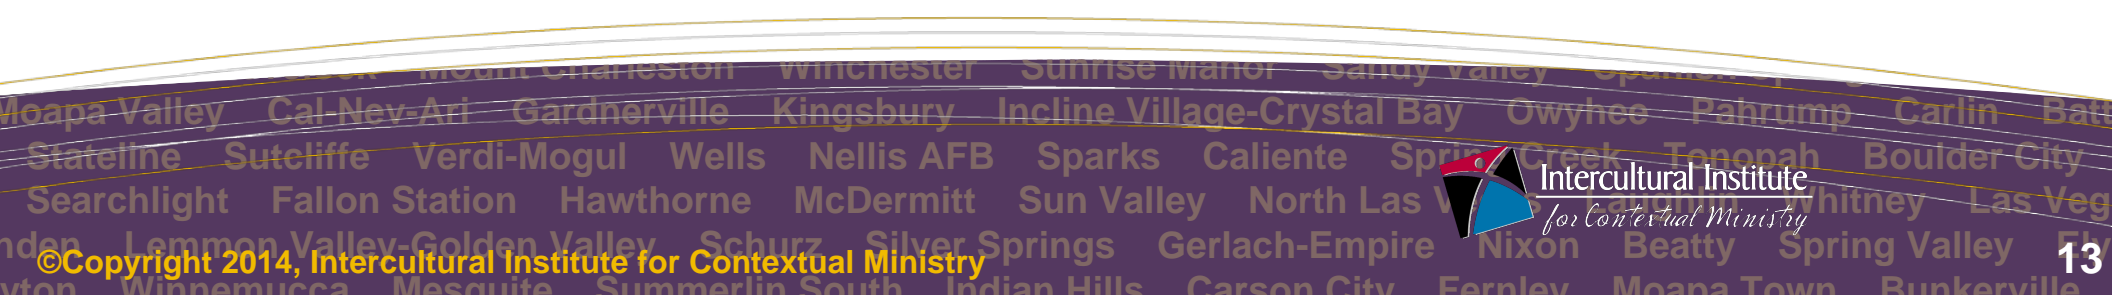 Mount Charleston Winchester Sunrise Manor Sandy Valley
Moapa Valley Cal-Nev-Ari Gardnerville Kingsbury Incline Village-Crystal Bay Owyhee Pahrump Carlin
Stateline Sutcliffe Verdi-Mogul Wells Nellis AFB Sparks Caliente Spring Creek Tonopah Boulder City
Searchlight Fallon Station Hawthorne McDermitt Sun Valley North Las Laughlin Whitney Las Veg
Lemmon Valley-Golden Valley Schurz Silver Springs Gerlach-Empire Nixon Beatty Spring Valley Ely
Winnemucca Mesquite Summerlin South Indian Hills Carson City Fernley Moapa Town Bunkerville
Intercultural Institute
for Contextual Ministry
©Copyright 2014, Intercultural Institute for Contextual Ministry
13